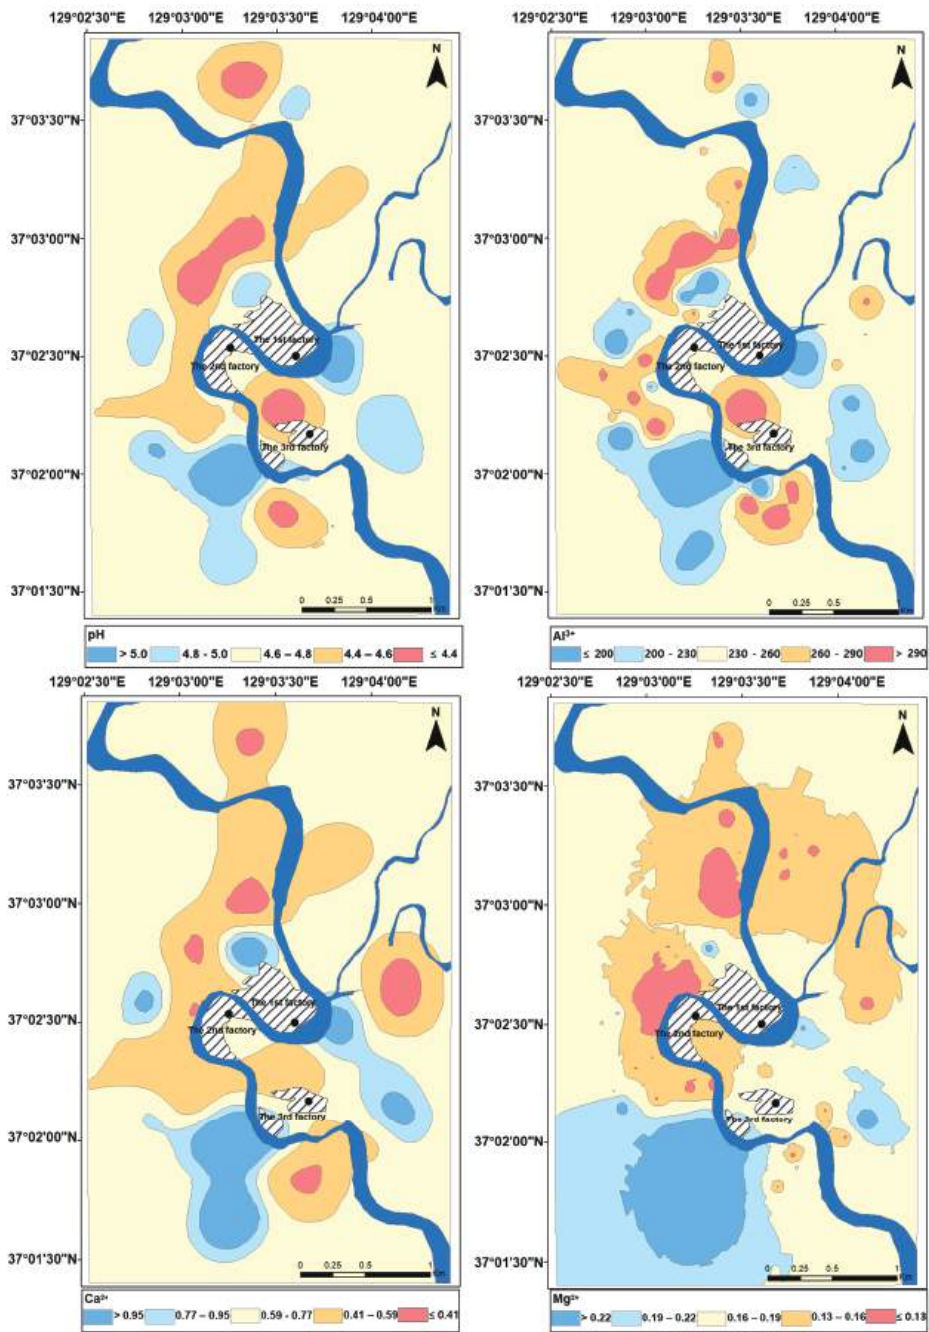 129°02'30"E 129°03'00"E 129°03'30"E 129°04'00"E
129°02'30"E 129°03'00"E 129°03'30"E 129°04'00"E
N
37°03'30"N
37°03'00"N
37°02'30"N
37°02'00"N
37°01'30"N
The 1st factory
The 2nd factory
The 3rd factory
0 0.25 0.5 1
Km
pH
> 5.0 4.8 - 5.0 4.6 – 4.8 4.4 – 4.6 ≤ 4.4
N
37°03'30"N
37°03'00"N
37°02'30"N
37°02'00"N
37°01'30"N
The 1st factory
The 2nd factory
The 3rd factory
0 0.25 0.5 1
Km
Al³⁺
≤ 200 200 - 230 230 - 260 260 - 290 > 290
129°02'30"E 129°03'00"E 129°03'30"E 129°04'00"E
129°02'30"E 129°03'00"E 129°03'30"E 129°04'00"E
N
37°03'30"N
37°03'00"N
37°02'30"N
37°02'00"N
37°01'30"N
The 1st factory
The 2nd factory
The 3rd factory
0 0.25 0.5 1
Km
Ca²⁺
> 0.95 0.77 – 0.95 0.59 - 0.77 0.41 – 0.59 ≤ 0.41
N
37°03'30"N
37°03'00"N
37°02'30"N
37°02'00"N
37°01'30"N
The 1st factory
The 2nd factory
The 3rd factory
0 0.25 0.5 1
Km
Mg²⁺
> 0.22 0.19 – 0.22 0.16 – 0.19 0.13 – 0.16 ≤ 0.13